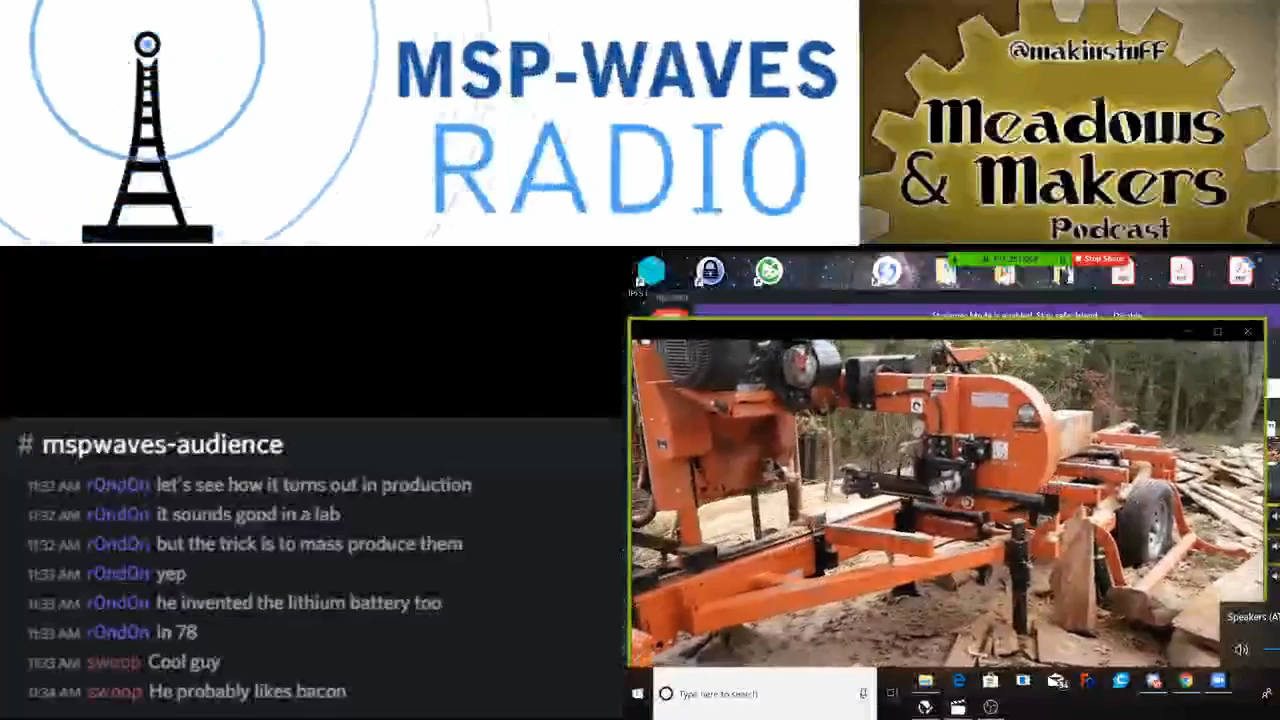 MSP-WAVES
RADIO
@makinstuff
Meadows
& Makers
Podcast
# mspwaves-audience
11:32 AM r0nd0n let's see how it turns out in production
11:32 AM r0nd0n it sounds good in a lab
11:32 AM r0nd0n but the trick is to mass produce them
11:33 AM r0nd0n yep
11:33 AM r0nd0n he invented the lithium battery too
11:33 AM r0nd0n in 78
11:33 AM swoop Cool guy
11:34 AM swoop He probably likes bacon
Stop Share
Speakers (A
Type here to search